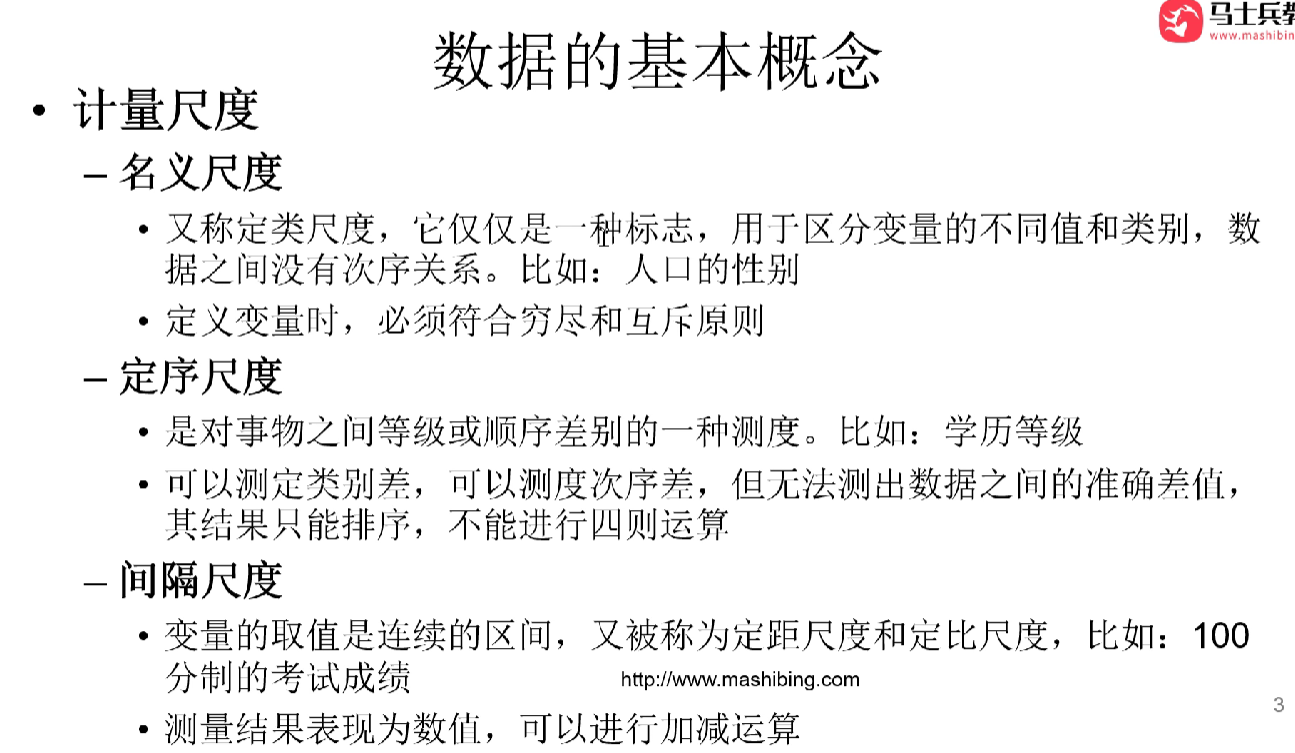 马士兵教
www.mashibin
数据的基本概念
• 计量尺度
– 名义尺度
• 又称定类尺度，它仅仅是一种标志，用于区分变量的不同值和类别，数
据之间没有次序关系。比如：人口的性别
• 定义变量时，必须符合穷尽和互斥原则
– 定序尺度
• 是对事物之间等级或顺序差别的一种测度。比如：学历等级
• 可以测定类别差，可以测度次序差，但无法测出数据之间的准确差值，
其结果只能排序，不能进行四则运算
– 间隔尺度
• 变量的取值是连续的区间，又被称为定距尺度和定比尺度，比如：100
分制的考试成绩
http://www.mashibing.com
3
• 测量结果表现为数值，可以进行加减运算